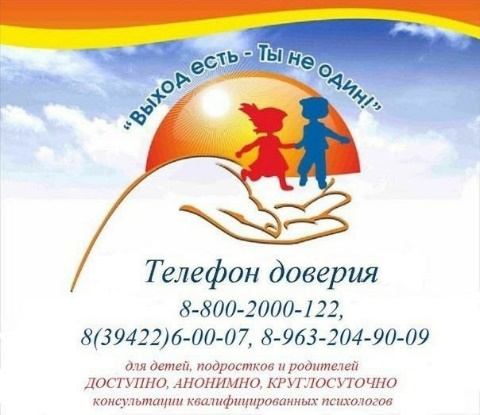 "Выход есть - Ты не один!"
Телефон доверия
8-800-2000-122,
8(39422)6-00-07, 8-963-204-90-09
для детей, подростков и родителей
ДОСТУПНО, АНОНИМНО, КРУГЛОСУТОЧНО
консультации квалифицированных психологов